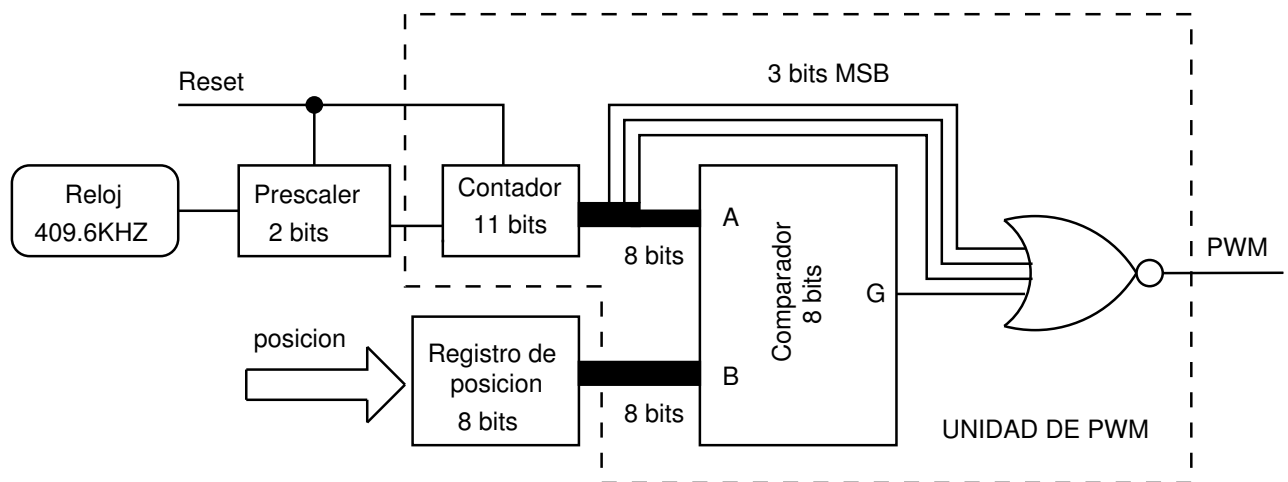 3 bits MSB
Reset
Reloj
409.6KHZ
Prescaler
2 bits
Contador
11 bits
8 bits
A
Comparador
8 bits
G
PWM
posicion
Registro de
posicion
8 bits
B
8 bits
UNIDAD DE PWM